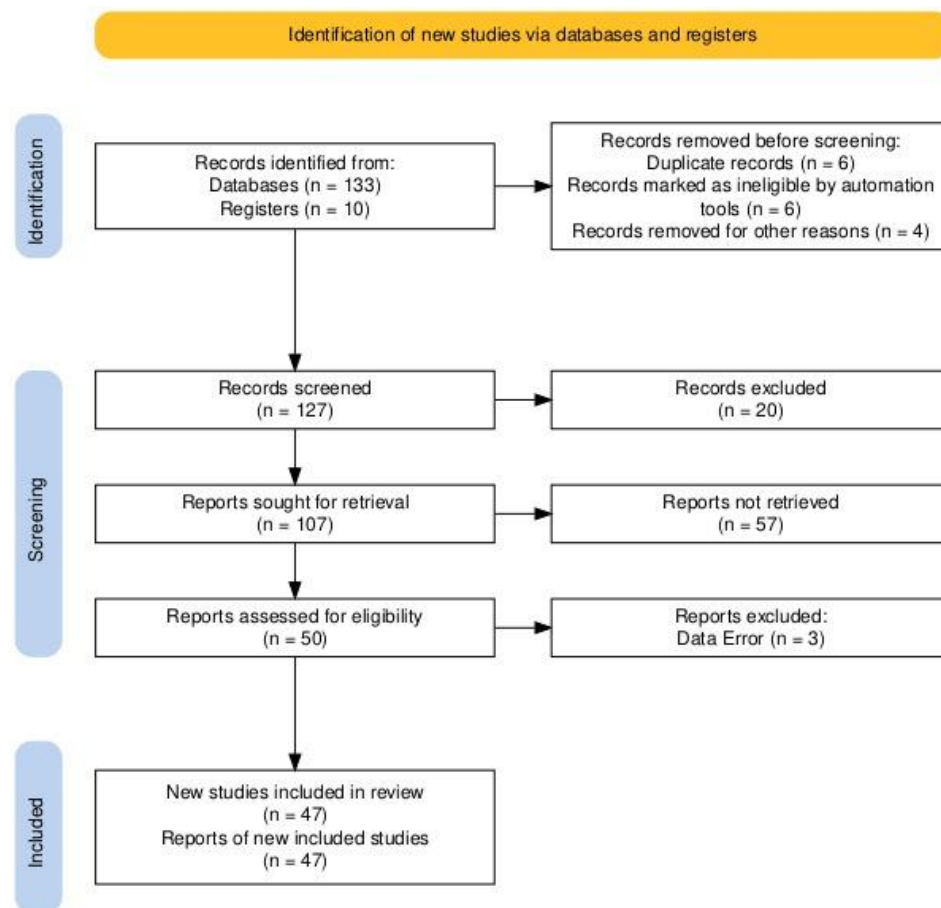 Identification of new studies via databases and registers
Identification
Records identified from:
Databases (n = 133)
Registers (n = 10)
Records removed before screening:
Duplicate records (n = 6)
Records marked as ineligible by automation
tools (n = 6)
Records removed for other reasons (n = 4)
Screening
Records screened
(n = 127)
Records excluded
(n = 20)
Reports sought for retrieval
(n = 107)
Reports not retrieved
(n = 57)
Reports assessed for eligibility
(n = 50)
Reports excluded:
Data Error (n = 3)
Included
New studies included in review
(n = 47)
Reports of new included studies
(n = 47)